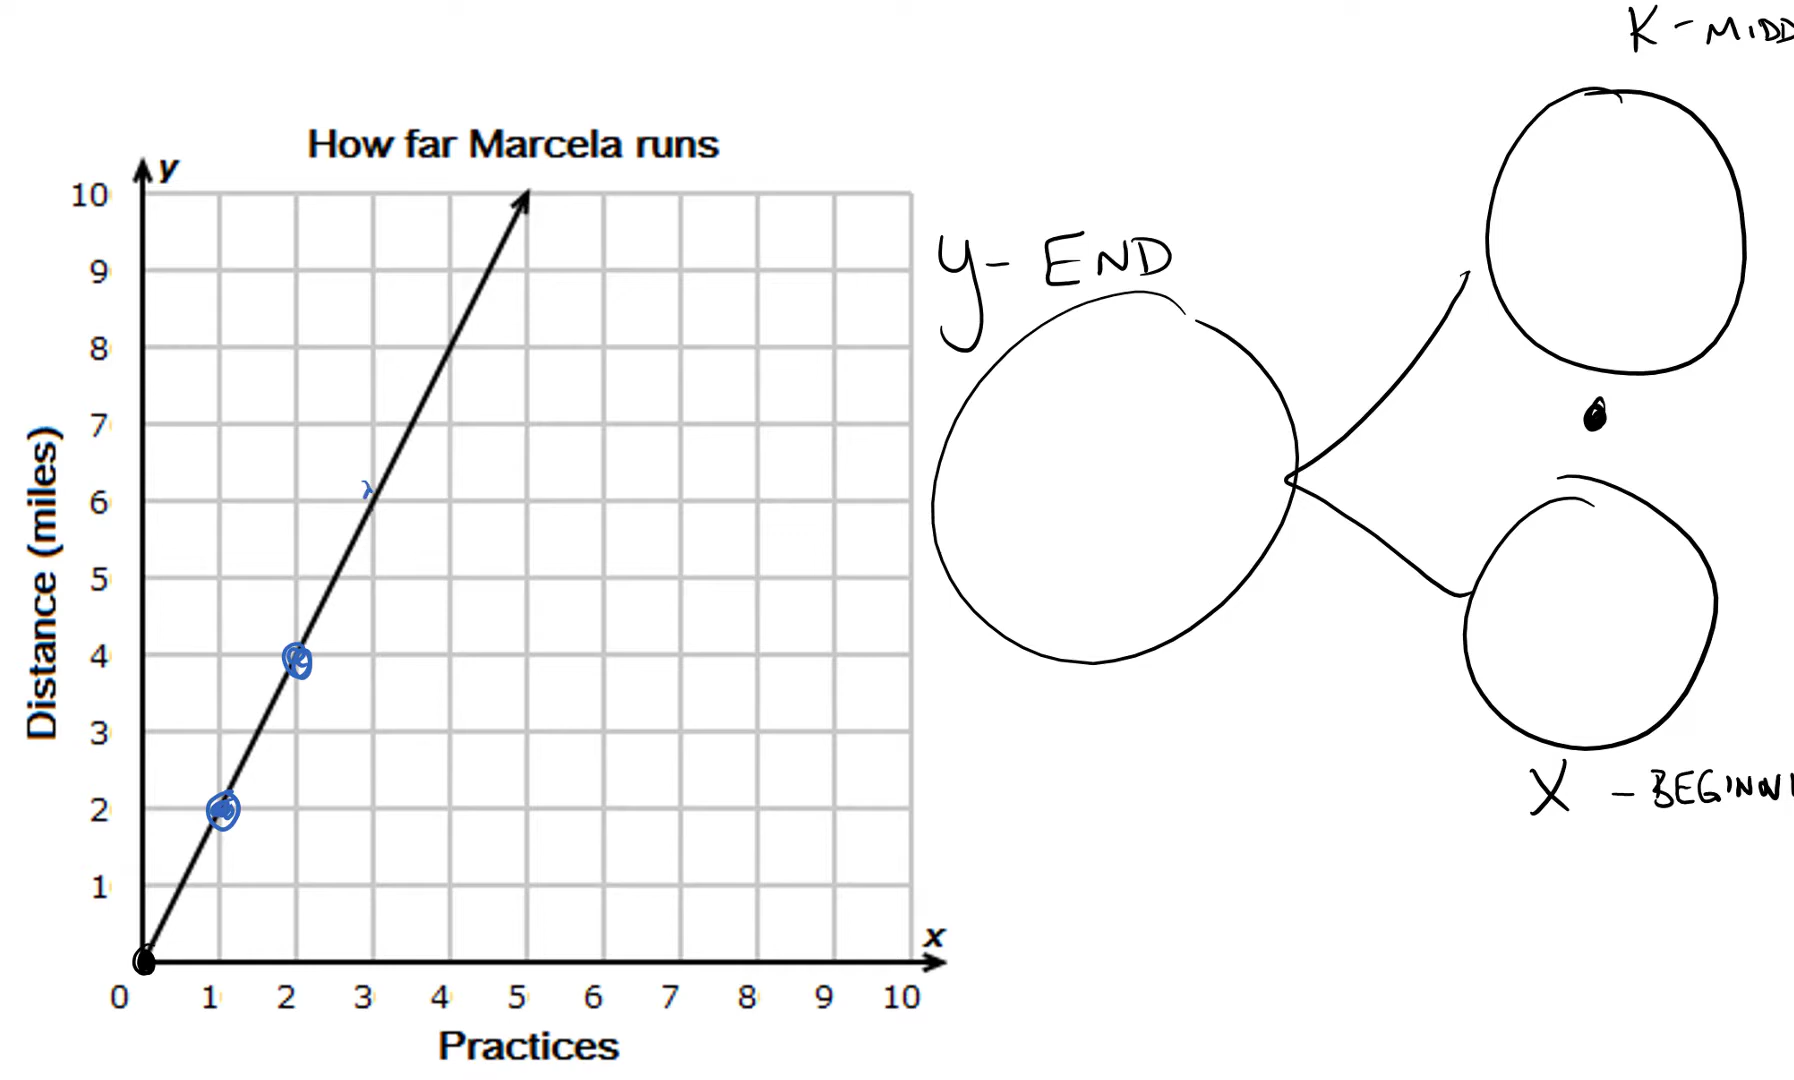 K - MIDD
How far Marcela runs
y
10
9
8
7
6
5
4
3
2
1
Distance (miles)
y - END
x
0 1 2 3 4 5 6 7 8 9 10
Practices
X - BEGINN